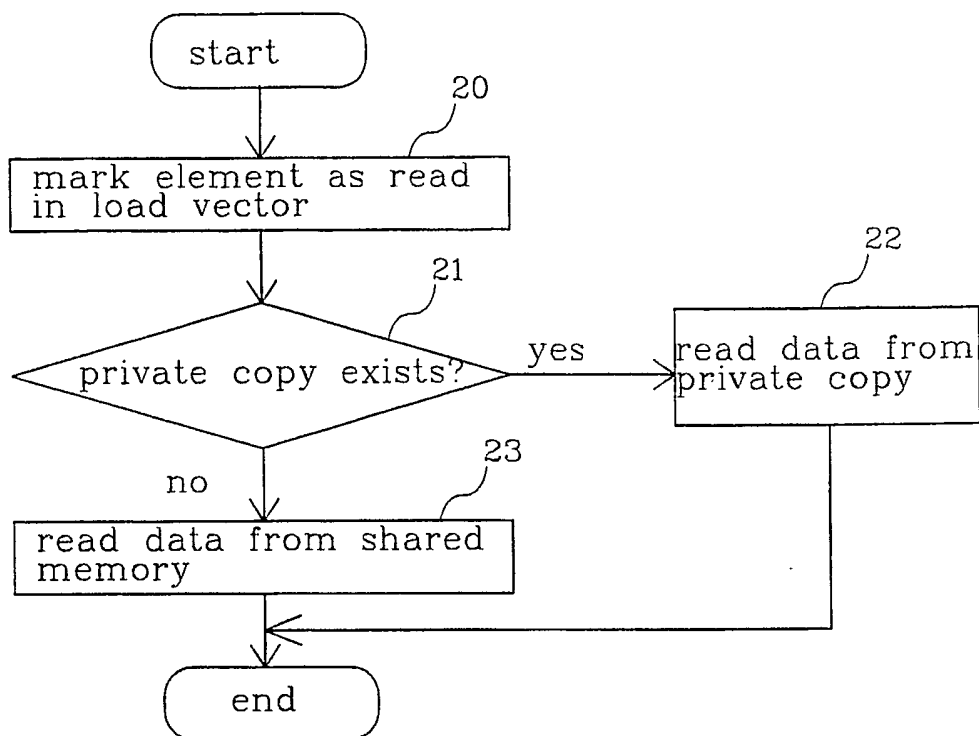 start
20
mark element as read
in load vector
21
22
private copy exists?
yes
read data from
private copy
no
23
read data from shared
memory
end